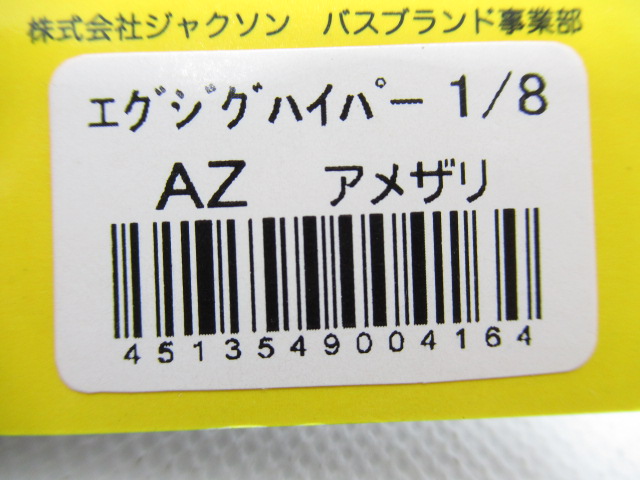 株式会社ジャクソン　バスブランド事業部
ｴｸﾞｼﾞｸﾞﾊｲﾊﾟｰ 1/8
AZ　アメザリ
4513549004164